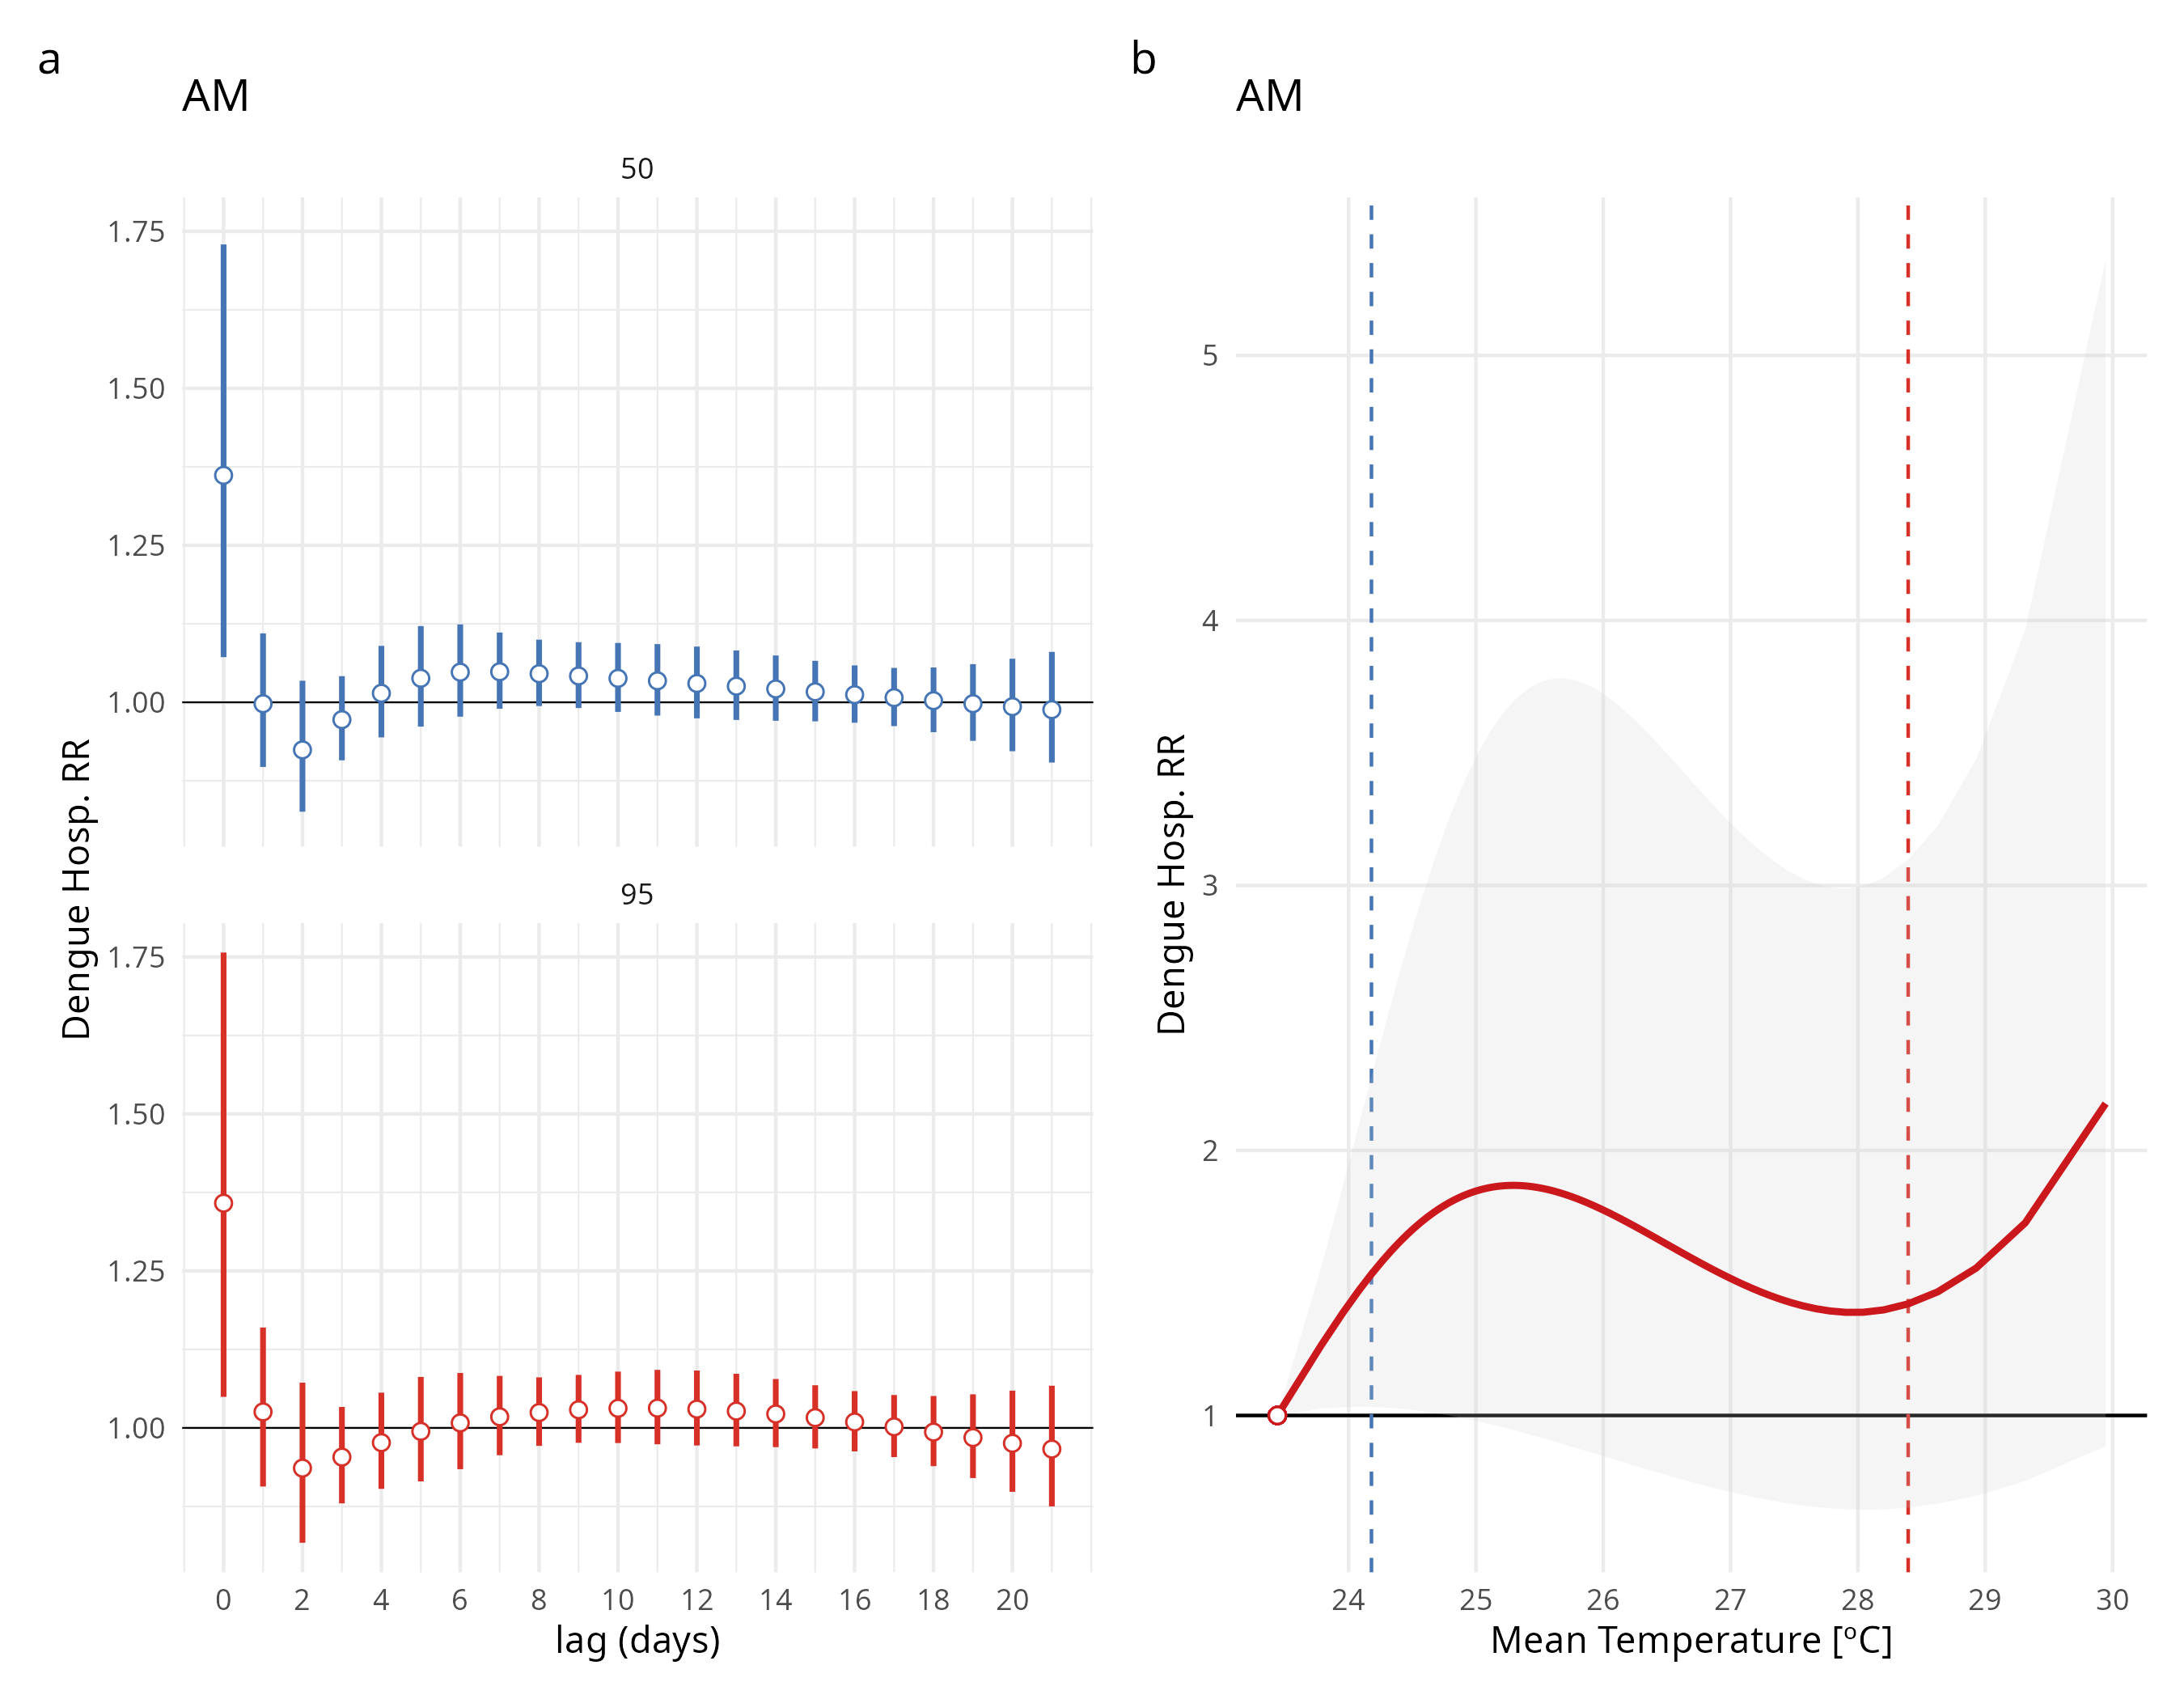 a
AM
50
1.75
1.50
1.25
1.00
95
1.75
1.50
1.25
1.00
0 2 4 6 8 10 12 14 16 18 20
lag (days)
Dengue Hosp. RR
b
AM
5
4
3
2
1
24 25 26 27 28 29 30
Mean Temperature [ºC]
Dengue Hosp. RR